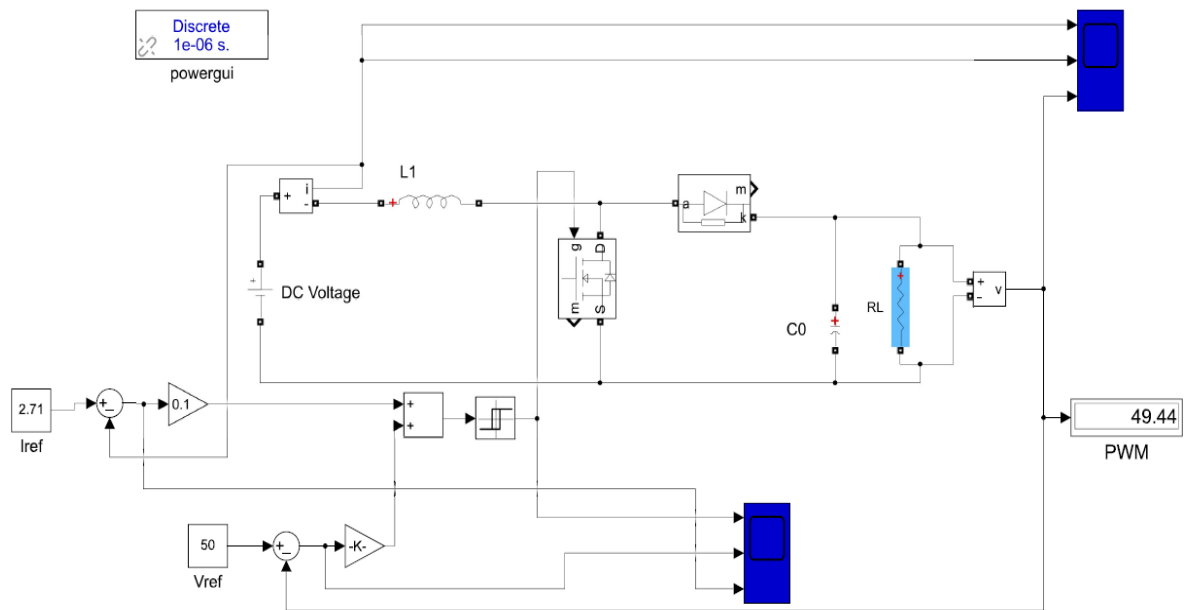 Discrete
1e-06 s.
powergui
L1
i
+
-
m
a
k
g
D
m
S
+
DC Voltage
C0
RL
+
-
v
2.71
Iref
+
-
0.1
+
+
49.44
PWM
50
Vref
+
-
-K-